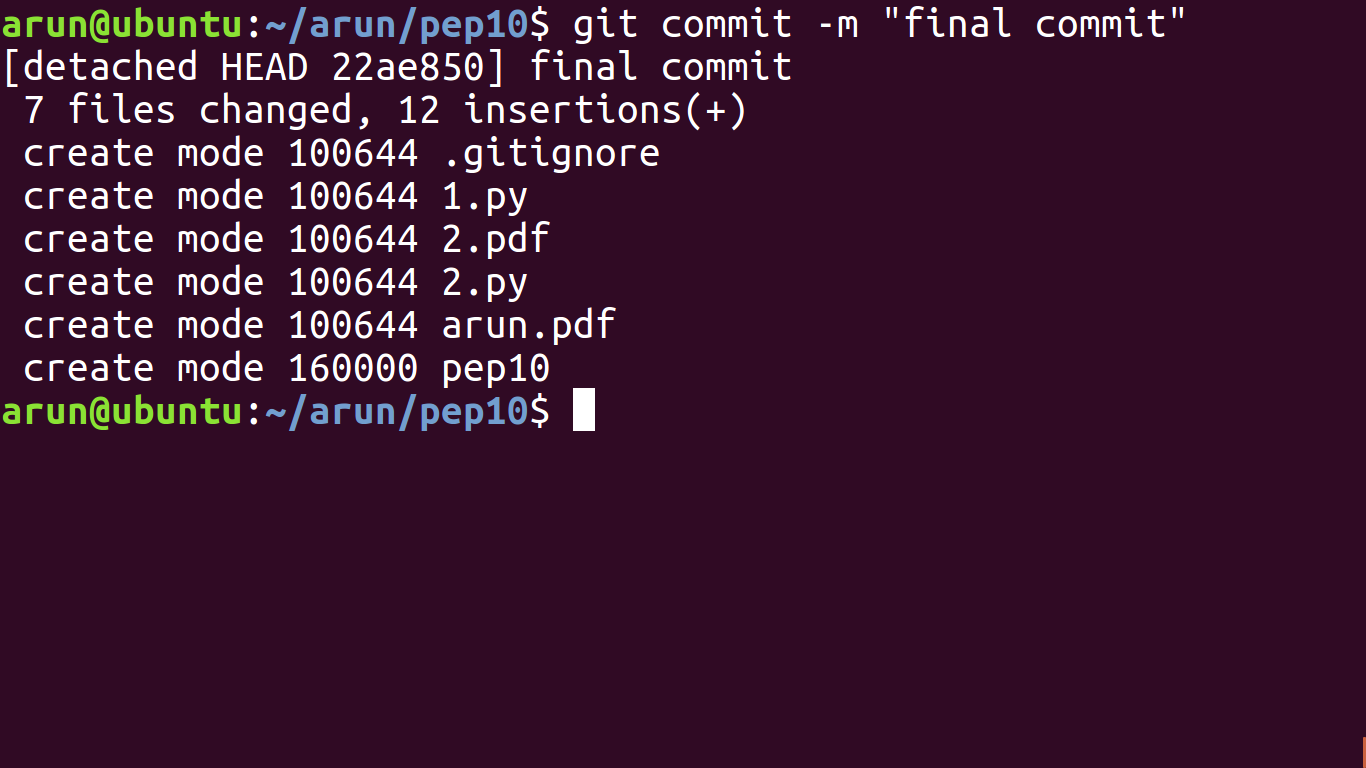 arun@ubuntu:~/arun/pep10$ git commit -m "final commit"
[detached HEAD 22ae850] final commit
 7 files changed, 12 insertions(+)
 create mode 100644 .gitignore
 create mode 100644 1.py
 create mode 100644 2.pdf
 create mode 100644 2.py
 create mode 100644 arun.pdf
 create mode 160000 pep10
arun@ubuntu:~/arun/pep10$